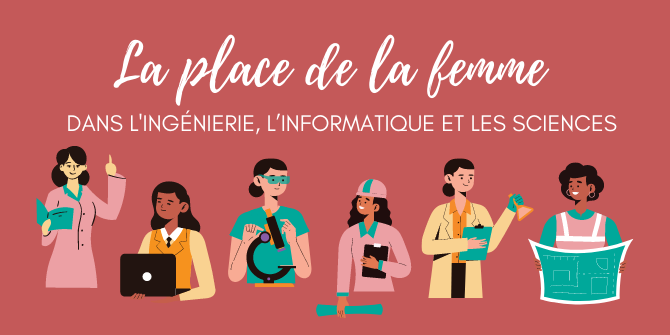 La place de la femme
DANS L'INGÉNIERIE, L’INFORMATIQUE ET LES SCIENCES